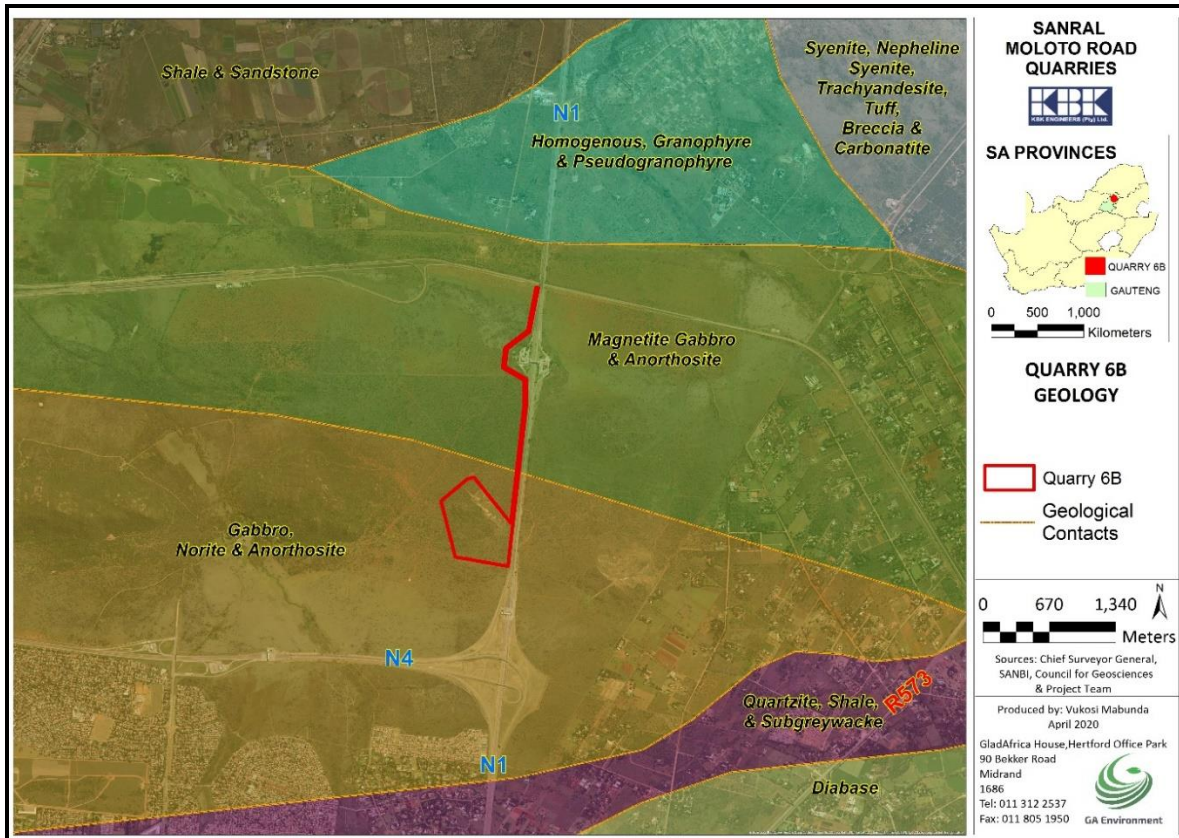 Shale & Sandstone
N1
Homogenous, Granophyre
& Pseudogranophyre
Syenite, Nepheline
Syenite,
Trachyandesite,
Tuff,
Breccia &
Carbonatite
Magnetite Gabbro
& Anorthosite
Gabbro,
Norite & Anorthosite
N4
N1
Quartzite, Shale,
& Subgreywacke
R573
Diabase
SANRAL
MOLOTO ROAD
QUARRIES
KBK
KBK ENGINEERS (Pty) Ltd.
SA PROVINCES
QUARRY 6B
GAUTENG
0 500 1,000
Kilometers
QUARRY 6B
GEOLOGY
Quarry 6B
Geological
Contacts
N
0 670 1,340
Meters
Sources: Chief Surveyor General,
SANBI, Council for Geosciences
& Project Team
Produced by: Vukosi Mabunda
April 2020
GladAfrica House,Hertford Office Park
90 Bekker Road
Midrand
1686
Tel: 011 312 2537
Fax: 011 805 1950
GA Environment